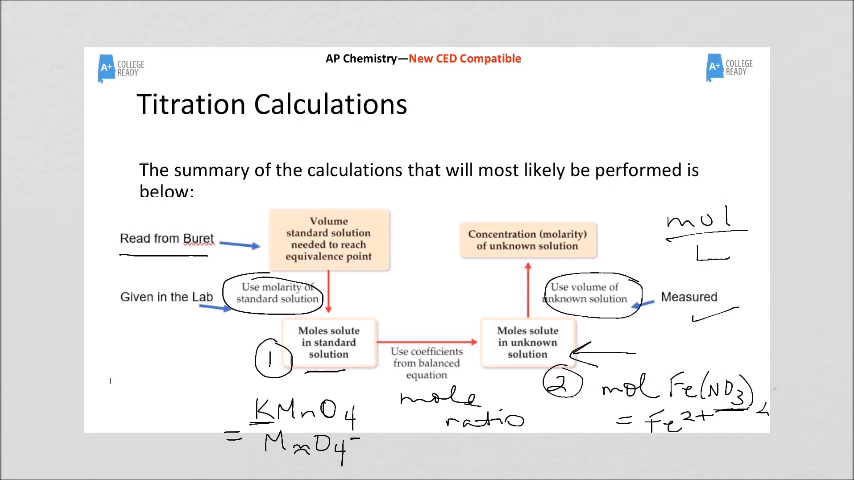 A+ COLLEGE READY
AP Chemistry—New CED Compatible
A+ COLLEGE READY
Titration Calculations
The summary of the calculations that will most likely be performed is
below:
Read from Buret
Volume
standard solution
needed to reach
equivalence point
Concentration (molarity)
of unknown solution
mol
L
Given in the Lab
Use molarity of
standard solution
Use volume of
unknown solution
Measured
Moles solute
in standard
solution
Use coefficients
from balanced
equation
Moles solute
in unknown
solution
1
2
mol Fe(NO3)2
= Fe2+
mole
ratio
KMnO4
= MnO4-